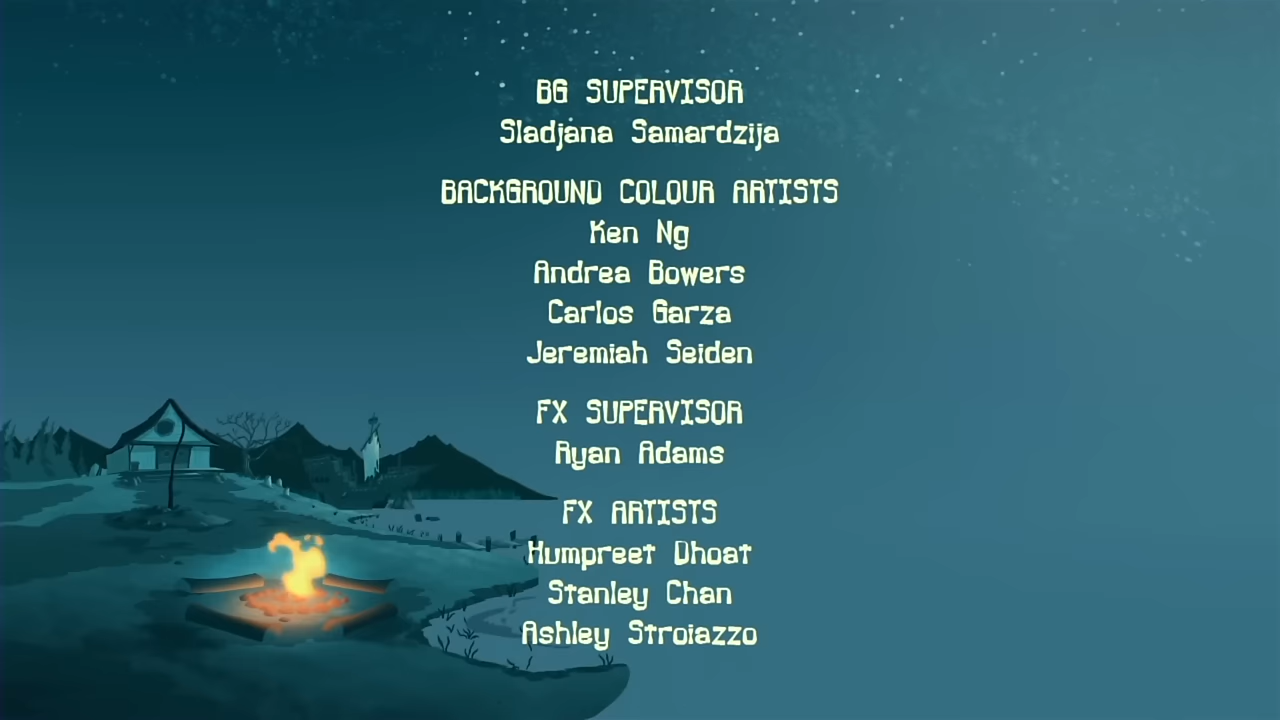 BG SUPERVISOR
Sladjana Samardzija
BACKGROUND COLOUR ARTISTS
Ken Ng
Andrea Bowers
Carlos Garza
Jeremiah Seiden
FX SUPERVISOR
Ryan Adams
FX ARTISTS
Humpreet Dhoat
Stanley Chan
Ashley Stroiazzo